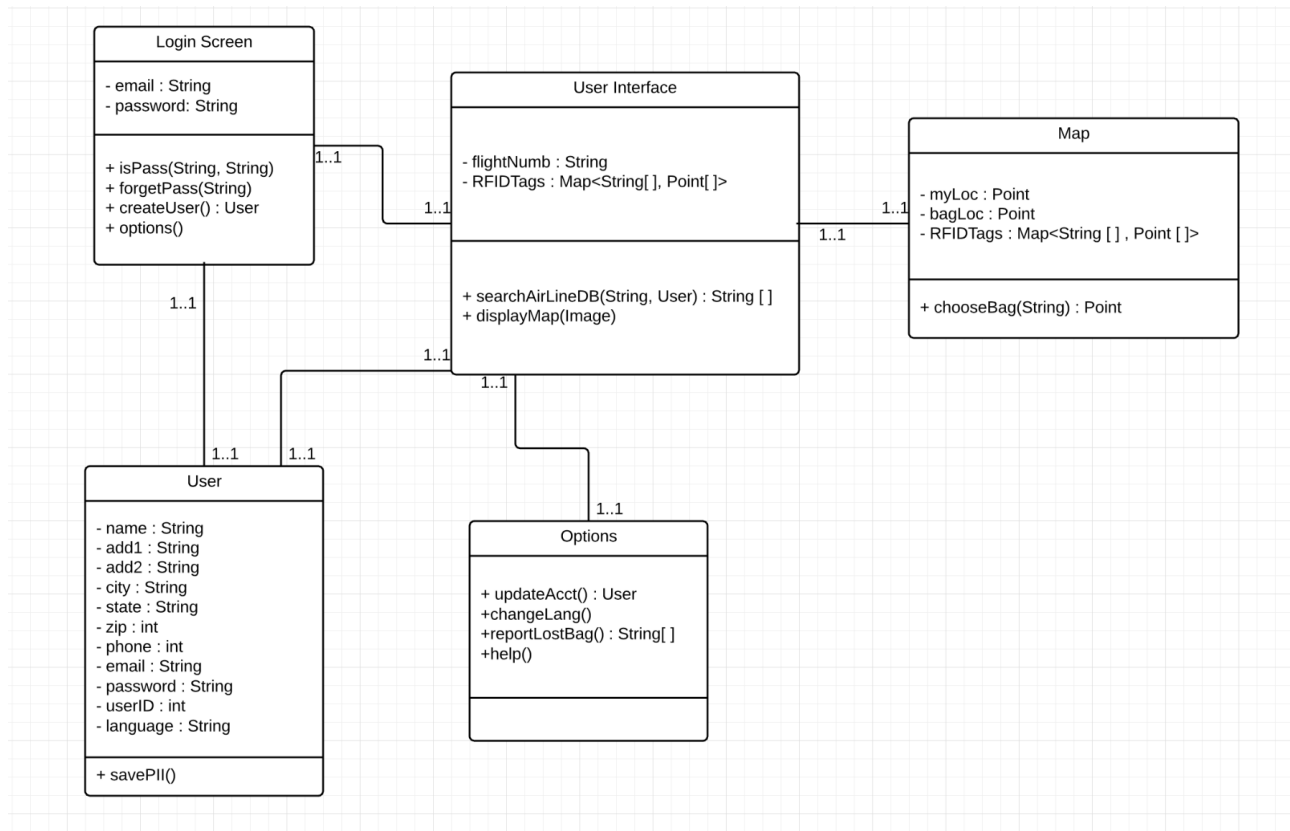 Login Screen
- email : String
- password: String
+ isPass(String, String)
+ forgetPass(String)
+ createUser() : User
+ options()
1..1
1..1
User Interface
- flightNumb : String
- RFIDTags : Map<String[ ], Point[ ]>
+ searchAirLineDB(String, User) : String [ ]
+ displayMap(Image)
1..1
1..1
Map
- myLoc : Point
- bagLoc : Point
- RFIDTags : Map<String [ ] , Point [ ]>
+ chooseBag(String) : Point
1..1
1..1
1..1
1..1
1..1
1..1
User
- name : String
- add1 : String
- add2 : String
- city : String
- state : String
- zip : int
- phone : int
- email : String
- password : String
- userID : int
- language : String
+ savePII()
Options
+ updateAcct() : User
+changeLang()
+reportLostBag() : String[ ]
+help()